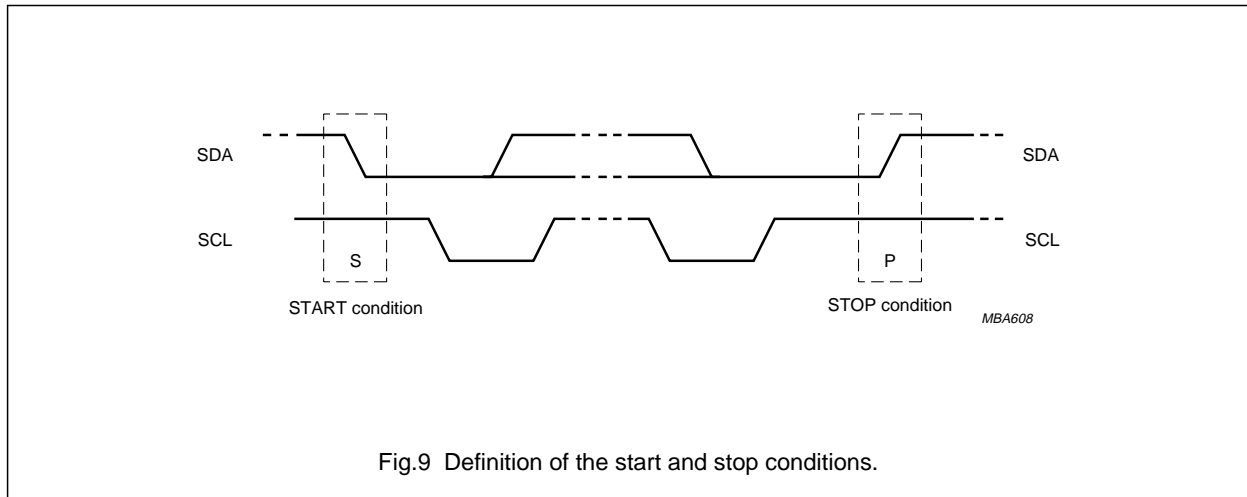 SDA
SDA
SCL
SCL
S
P
START condition
STOP condition
MBA608
Fig.9 Definition of the start and stop conditions.